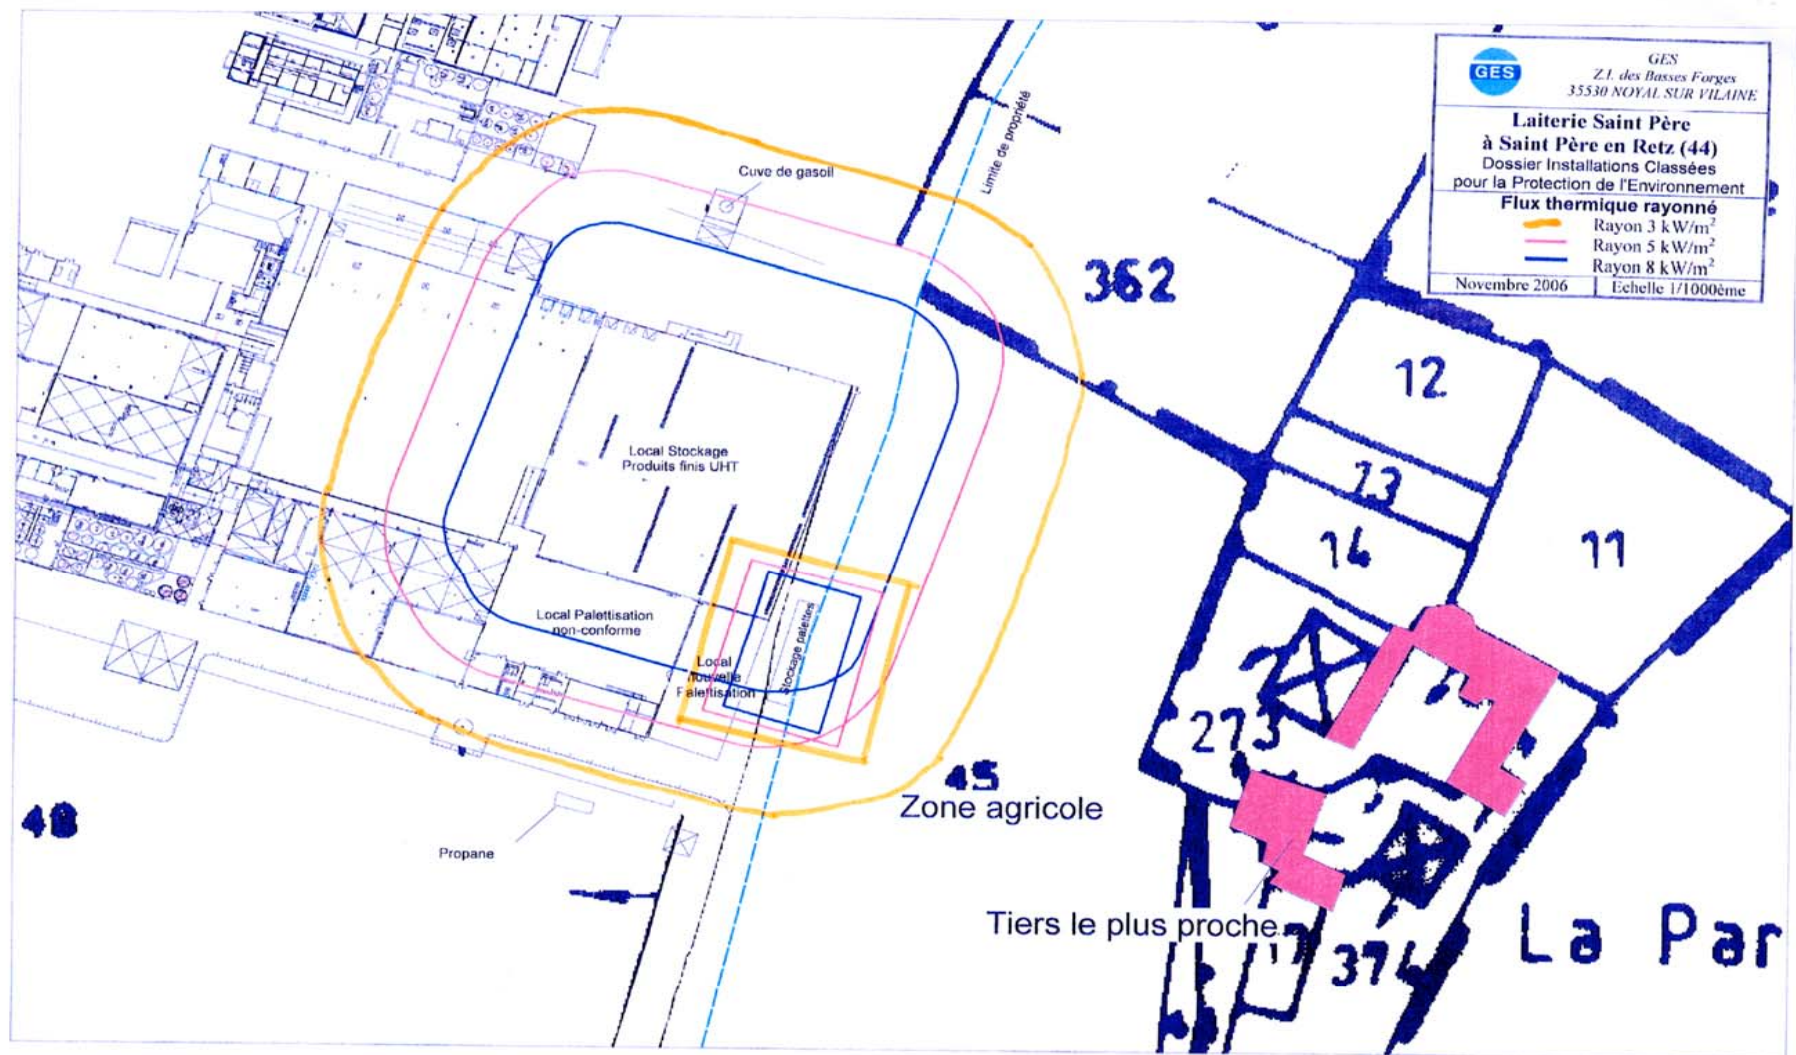 GES
GES
Z.I. des Basses Forges
35530 NOYAL SUR VILAINE
Laiterie Saint Père
à Saint Père en Retz (44)
Dossier Installations Classées
pour la Protection de l'Environnement
Flux thermique rayonné
Rayon 3 kW/m²
Rayon 5 kW/m²
Rayon 8 kW/m²
Novembre 2006
Echelle 1/1000ème
Limite de propriété
Cuve de gasoil
362
12
13
14
11
Local Stockage
Produits finis UHT
Local Palettisation
non-conforme
Local
nouvelle
Palettisation
Stockage palettes
273
45
Zone agricole
48
Propane
Tiers le plus proche
374
La Par